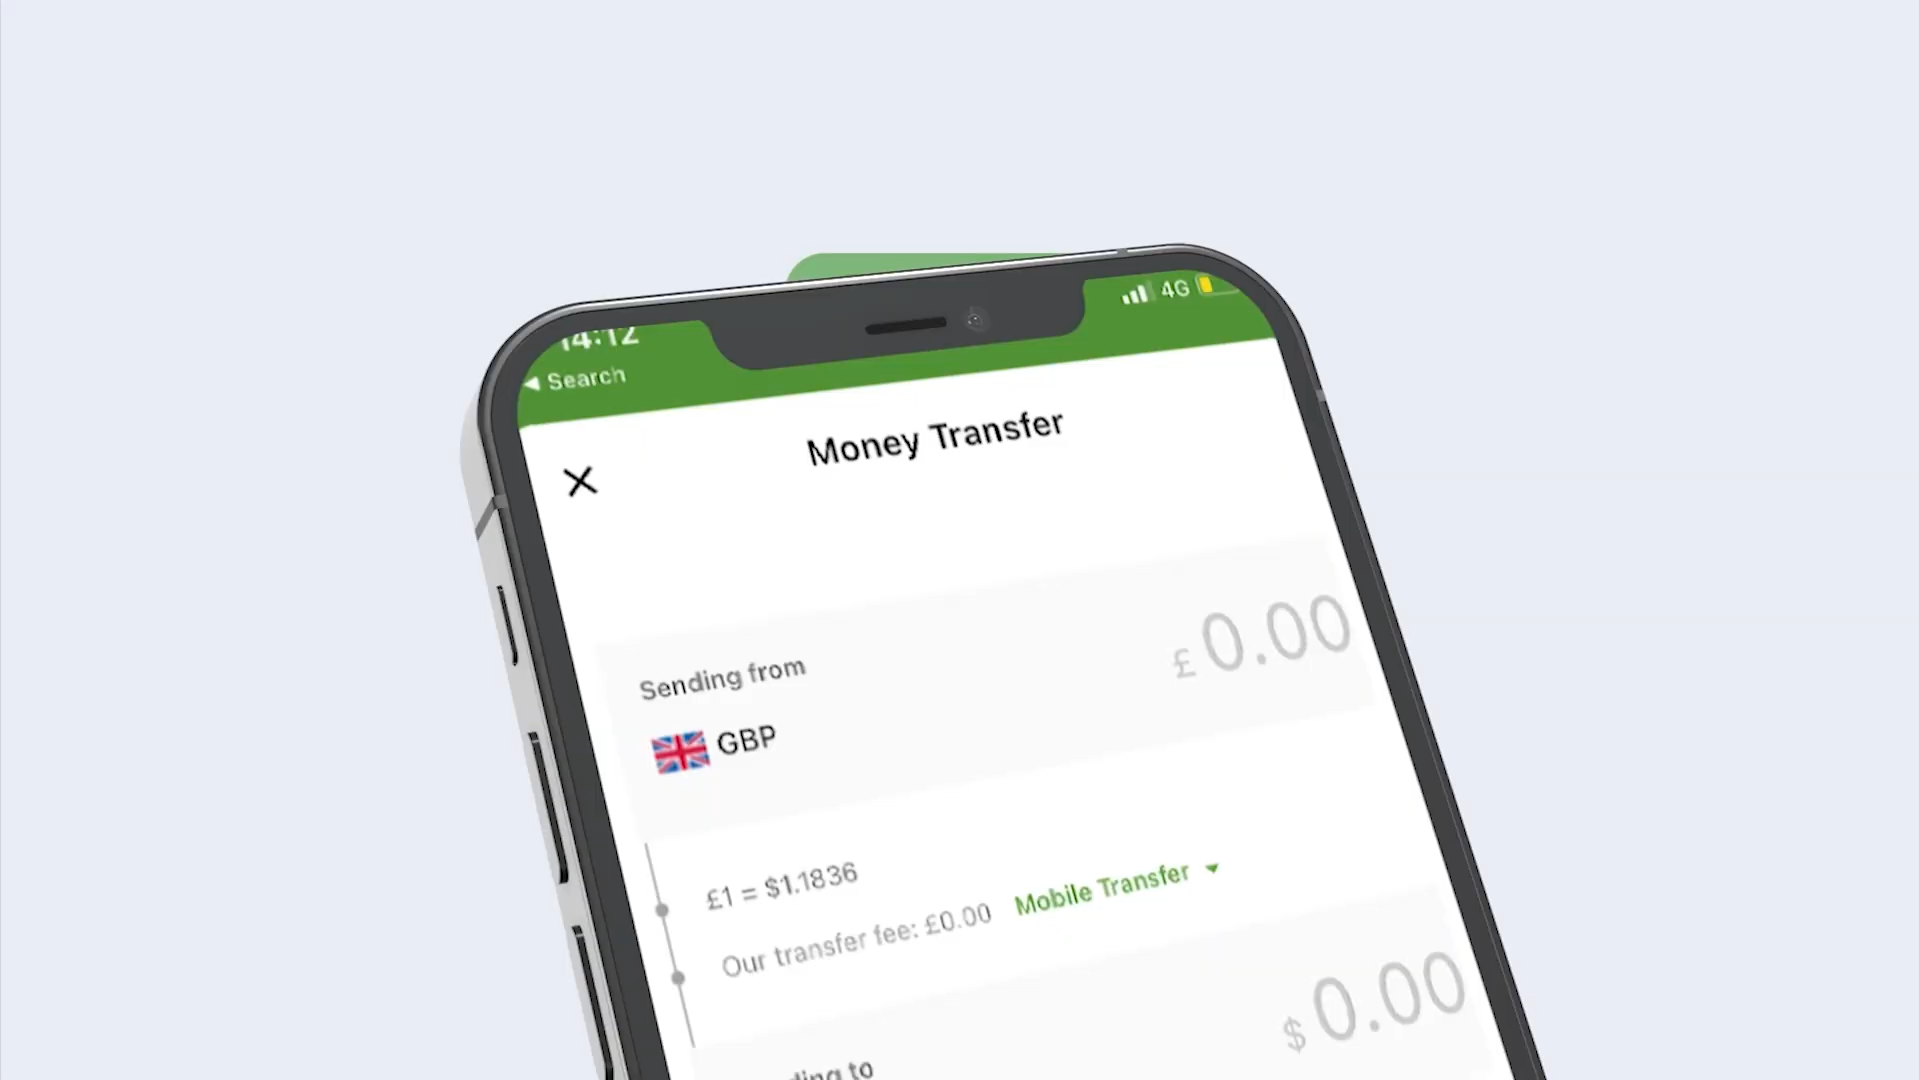 14:12
4G
Search
Money Transfer
Sending from
£ 0.00
GBP
£1 = $1.1836
Our transfer fee: £0.00 Mobile Transfer
$ 0.00
to